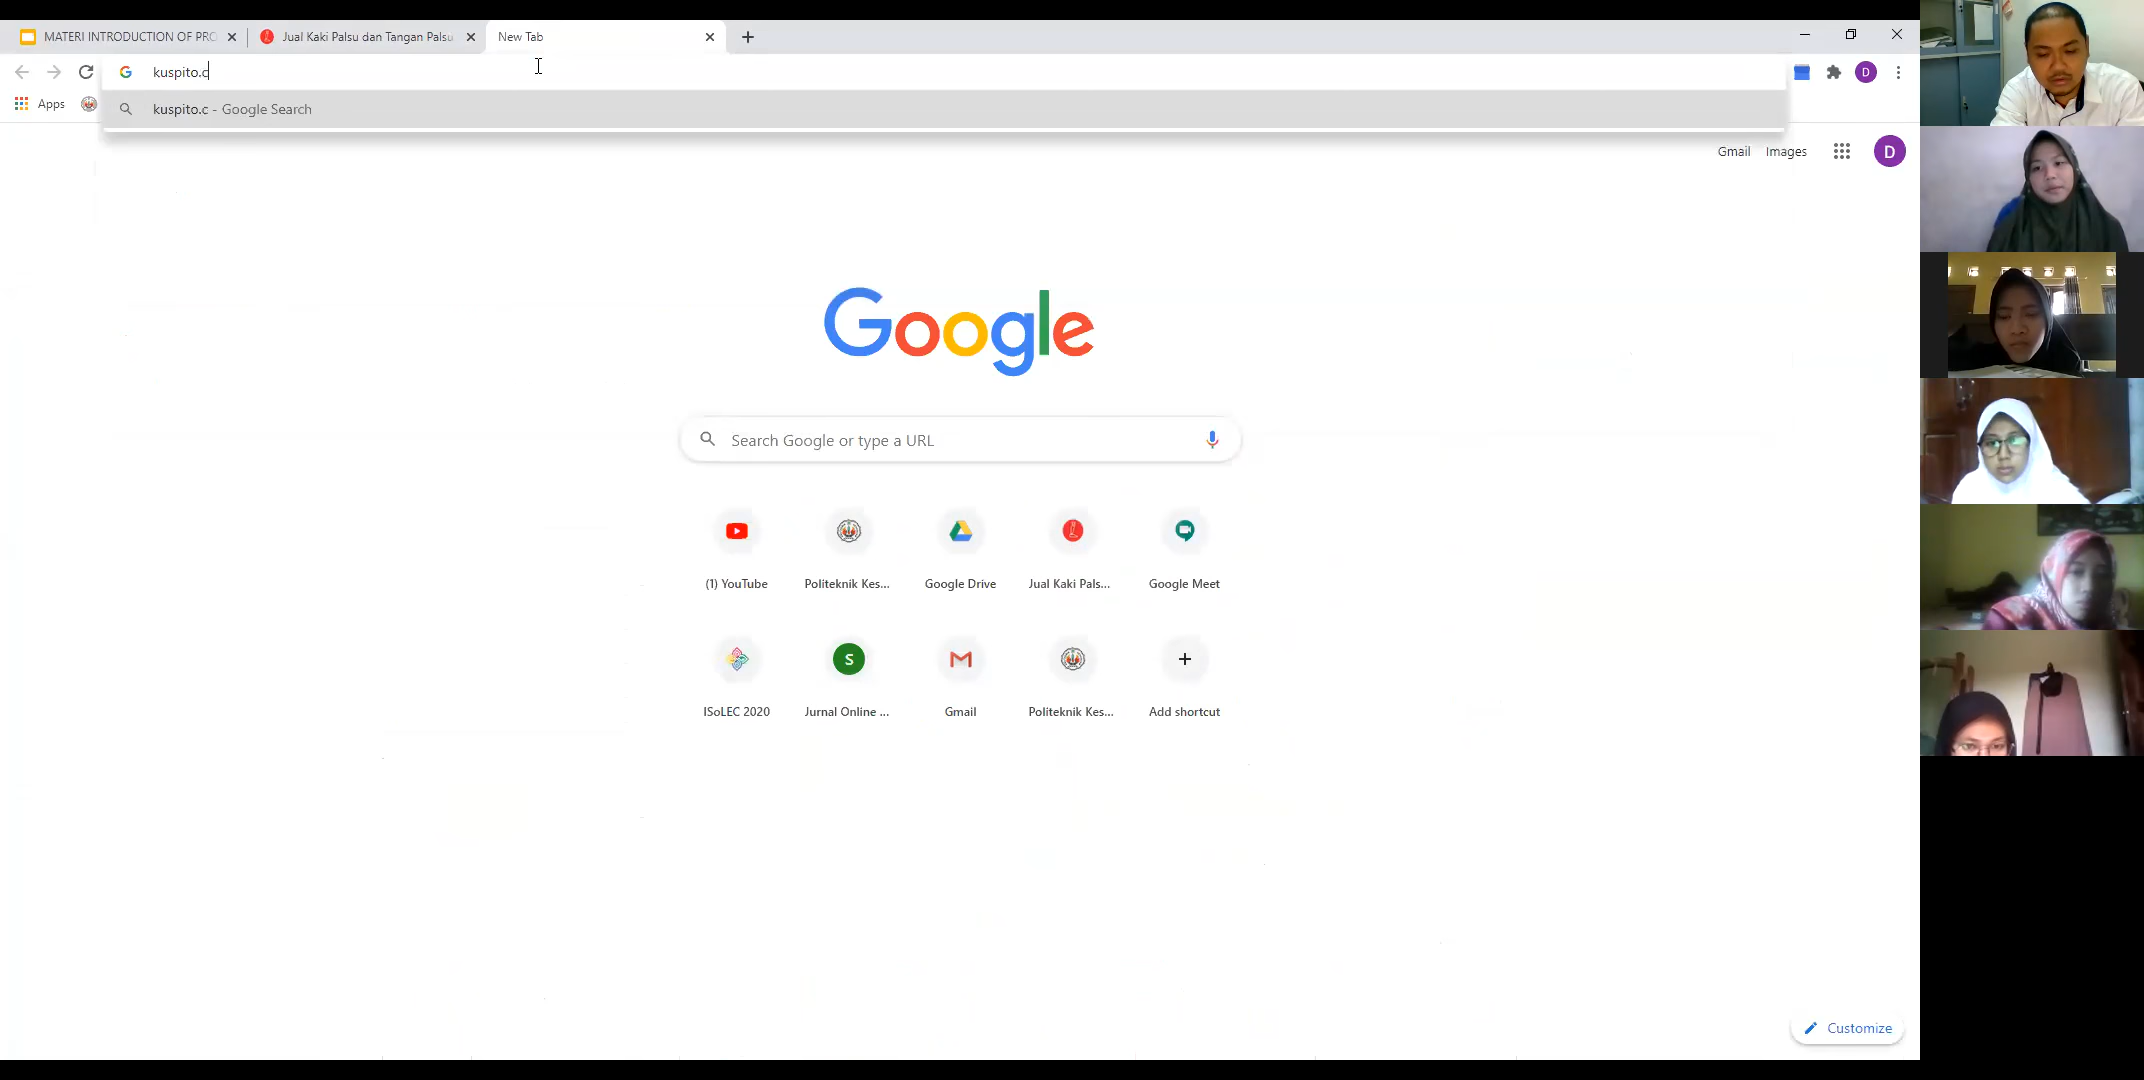 MATERI INTRODUCTION OF PRO
Jual Kaki Palsu dan Tangan Palsu
New Tab
kuspito.c
Apps
kuspito.c - Google Search
Gmail
Images
D
D
Google
Search Google or type a URL
(1) YouTube
Politeknik Kes...
Google Drive
Jual Kaki Pals...
Google Meet
S
ISoLEC 2020
Jurnal Online ...
Gmail
Politeknik Kes...
Add shortcut
Customize